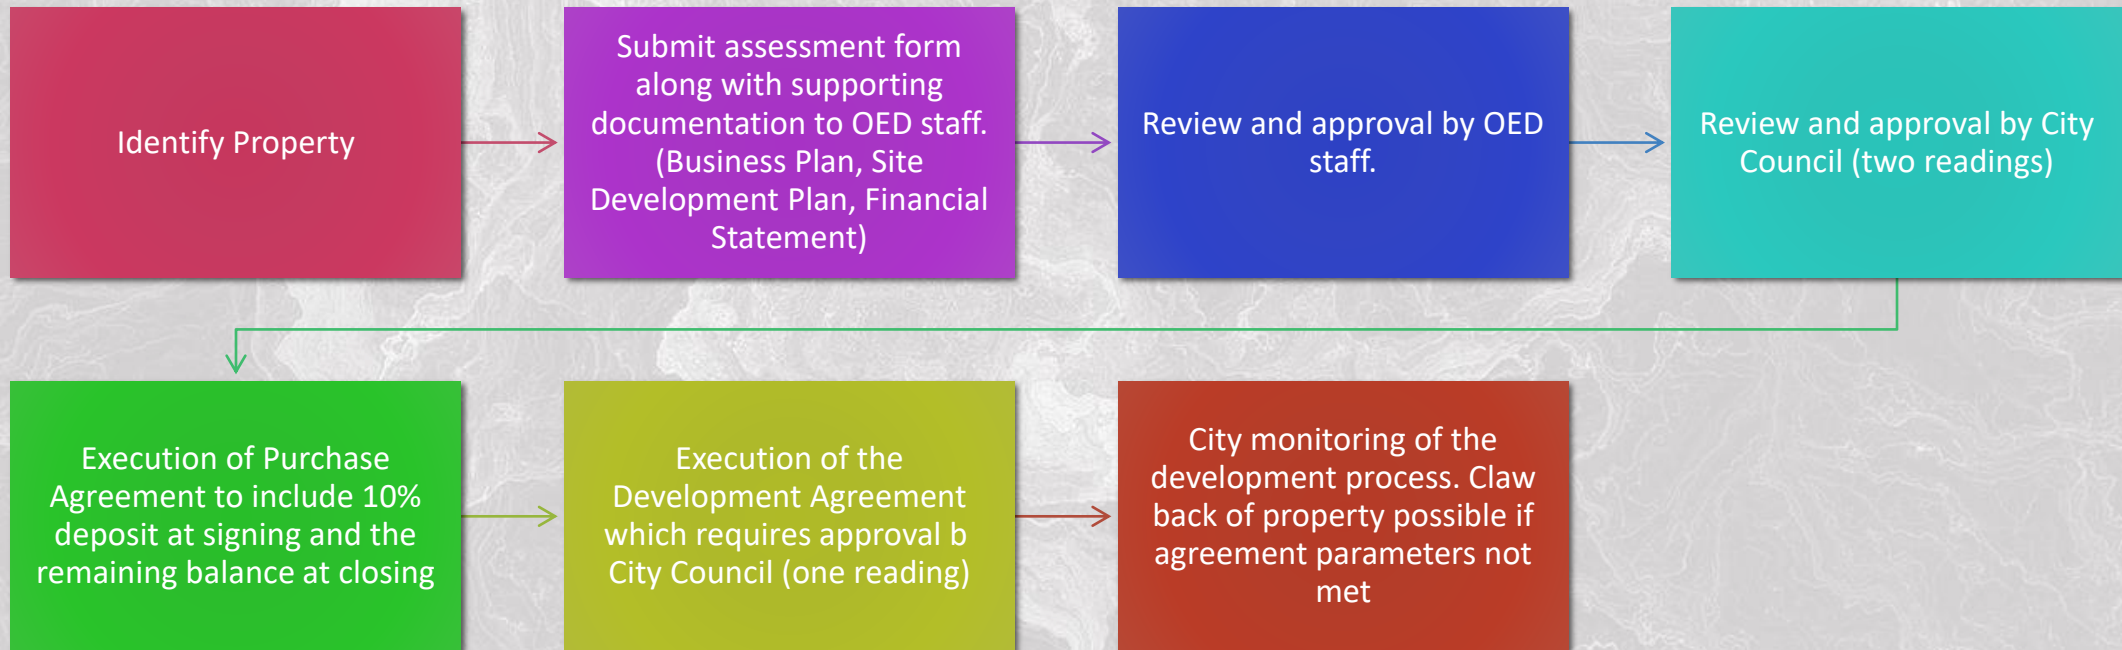 Identify Property
Submit assessment form
along with supporting
documentation to OED staff.
(Business Plan, Site
Development Plan, Financial
Statement)
Review and approval by OED
staff.
Review and approval by City
Council (two readings)
Execution of Purchase
Agreement to include 10%
deposit at signing and the
remaining balance at closing
Execution of the
Development Agreement
which requires approval b
City Council (one reading)
City monitoring of the
development process. Claw
back of property possible if
agreement parameters not
met